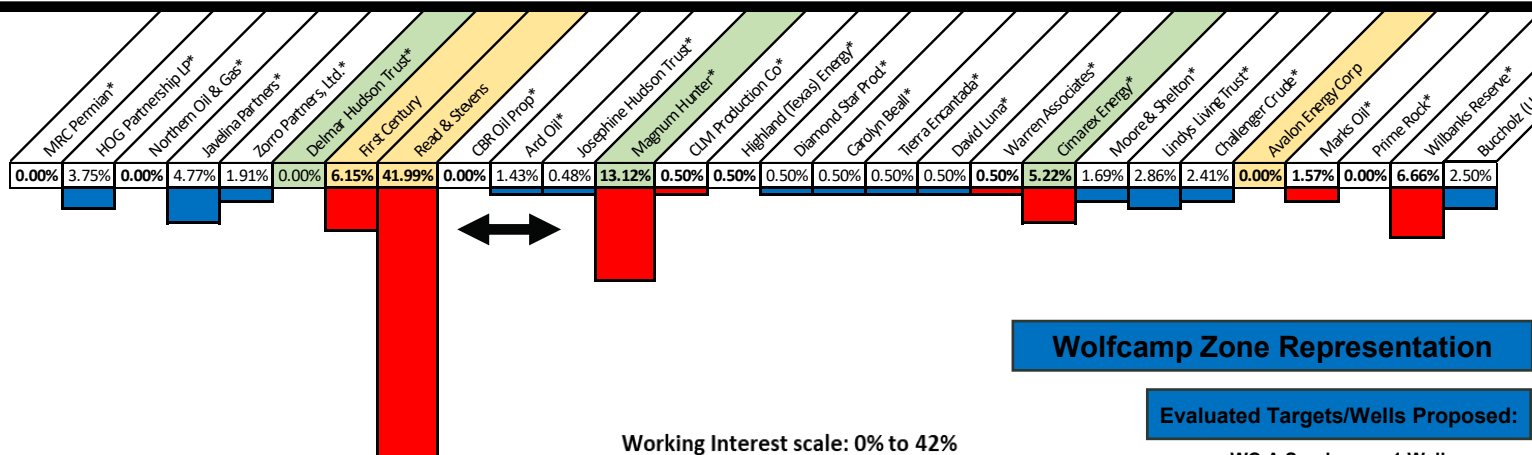 MRC Permian*
HOG Partnership LP*
Northern Oil & Gas*
Javelina Partners*
Zorro Partners, Ltd.*
Delmar Hudson Trust*
First Century
Read & Stevens
CBR Oil Prop*
Ard Oil*
Josephine Hudson Trust*
Magnum Hunter*
CLM Production Co*
Highland (Texas) Energy*
Diamond Star Prod.*
Carolyn Beall*
Tierra Encantada*
David Luna*
Warren Associates*
Cimarex Energy*
Moore & Shelton*
Lindys Living Trust*
Challenger Crude*
Avalon Energy Corp
Marks Oil*
Prime Rock*
Wilbanks Reserve*
Buccholz
0.00% 3.75% 0.00% 4.77% 1.91% 0.00% 6.15% 41.99% 0.00% 1.43% 0.48% 13.12% 0.50% 0.50% 0.50% 0.50% 0.50% 0.50% 0.50% 5.22% 1.69% 2.86% 2.41% 0.00% 1.57% 0.00% 6.66% 2.50%
Wolfcamp Zone Representation
Evaluated Targets/Wells Proposed:
Working Interest scale: 0% to 42%